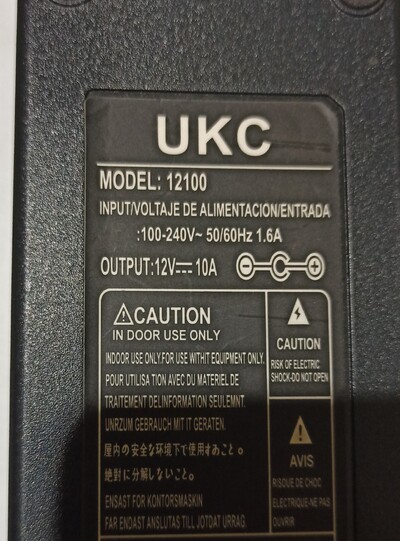 UKC
MODEL: 12100
INPUT/VOLTAJE DE ALIMENTACION/ENTRADA
:100-240V~ 50/60Hz 1.6A
OUTPUT:12V⎓ 10A
CAUTION
IN DOOR USE ONLY
INDOOR USE ONLY.FOR USE WITHIT EQUIPMENT ONLY.
POUR UTILISA TION AVEC DU MATERIEL DE
TRAITEMENT DELINFORMATION SEULEMNT.
UNRZUM GEBRAUCH MIT IT GERATEN.
屋内の安全な環境下で使用すあこと。
絶対に分解しないこと。
ENSAST FOR KONTORSMASKIN
FAR ENDAST ANSLUTAS TILL JOTDAT URRAG
CAUTION
RISK OF ELECTRIC
SHOCK-DO NOT OPEN
AVIS
RISQUE DE CHOC
ELECTRIQUE-NE PAS
OUVRIR